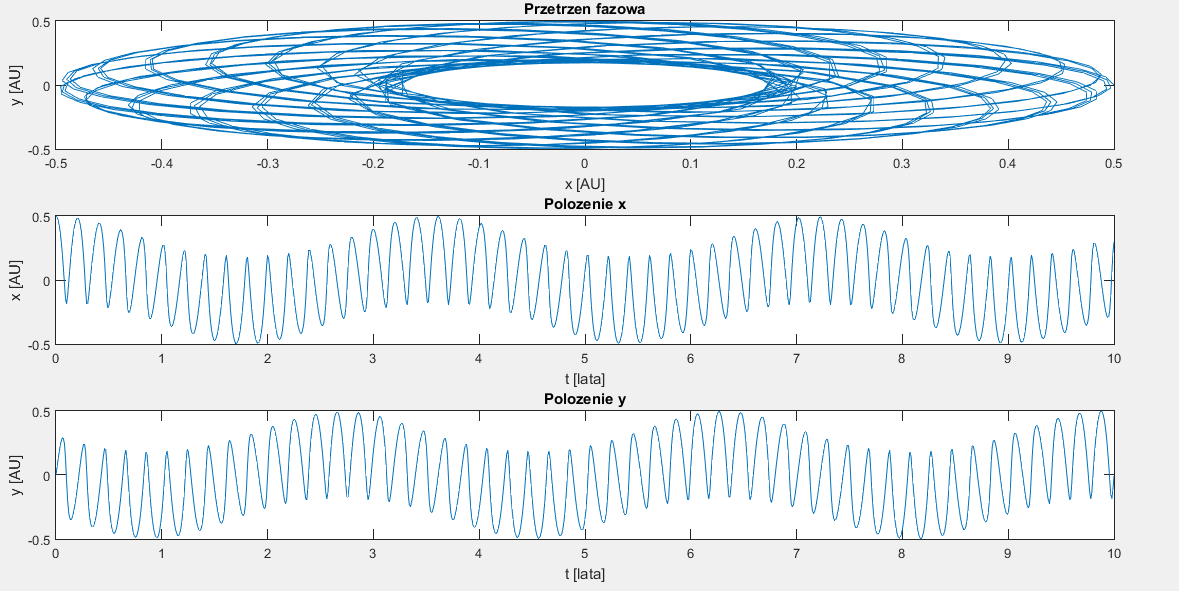 Przetrzen fazowa
0.5
0
-0.5
y [AU]
-0.5 -0.4 -0.3 -0.2 -0.1 0 0.1 0.2 0.3 0.4 0.5
x [AU]
Polozenie x
0.5
0
-0.5
x [AU]
0 1 2 3 4 5 6 7 8 9 10
t [lata]
Polozenie y
0.5
0
-0.5
y [AU]
0 1 2 3 4 5 6 7 8 9 10
t [lata]